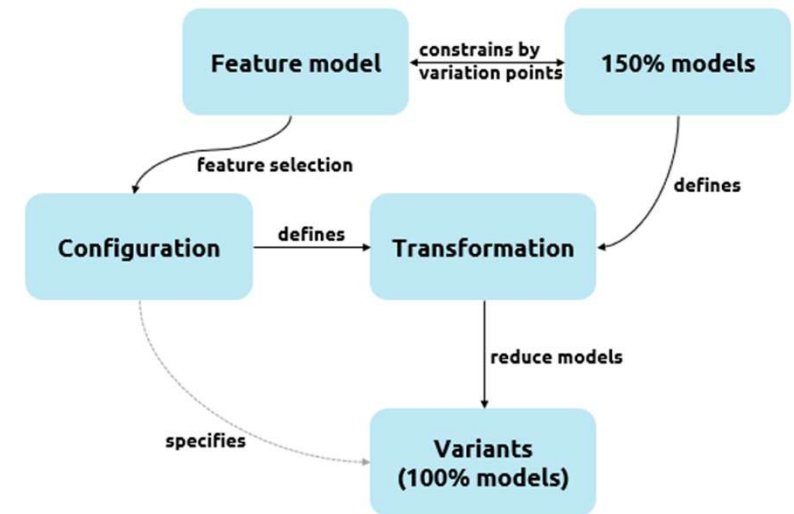 Feature model
constrains by
variation points
150% models
feature selection
defines
Configuration
defines
Transformation
reduce models
specifies
Variants
(100% models)